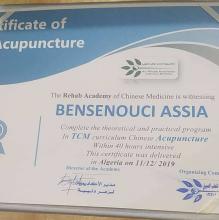 rtificate of
Acupuncture
The Rehab Academy of Chinese Medicine is witnessing
BENSENOUCI ASSIA
Complete the theoretical and practical program
In TCM curriculum Chinese Acupuncture
Within 40 hours intensive
This certificate was delivered
in Algeria on 11/12/2019
Director of the Academy
Organizing Com